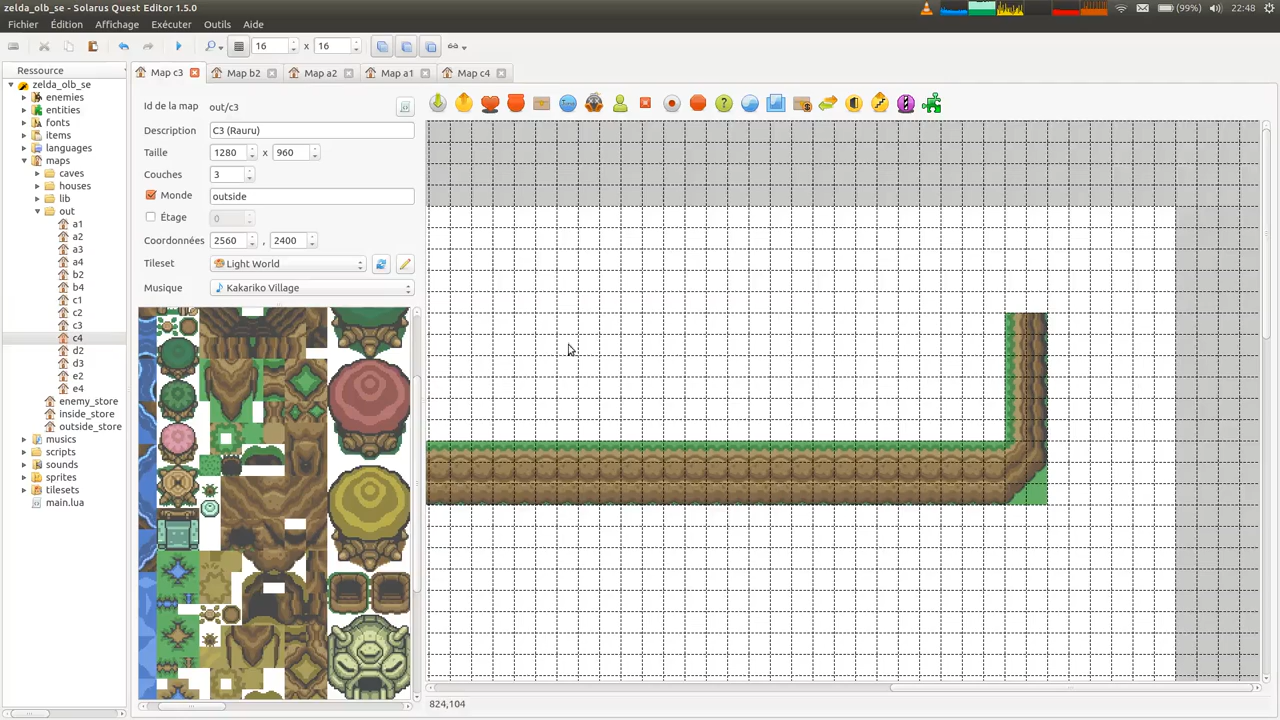 zelda_olb_se - Solarus Quest Editor 1.5.0
(99%) 22:48
Fichier Édition Affichage Exécuter Outils Aide
16 x 16
Ressource
zelda_olb_se
enemies
entities
fonts
items
languages
maps
caves
houses
lib
out
a1
a2
a3
a4
b2
b4
c1
c2
c3
c4
d2
d3
e2
e4
enemy_store
inside_store
outside_store
musics
scripts
sounds
sprites
tilesets
main.lua
Map c3 Map b2 Map a2 Map a1 Map c4
Id de la map out/c3
Description C3 (Rauru)
Taille 1280 x 960
Couches 3
Monde outside
Étage 0
Coordonnées 2560 , 2400
Tileset Light World
Musique Kakariko Village
824,104